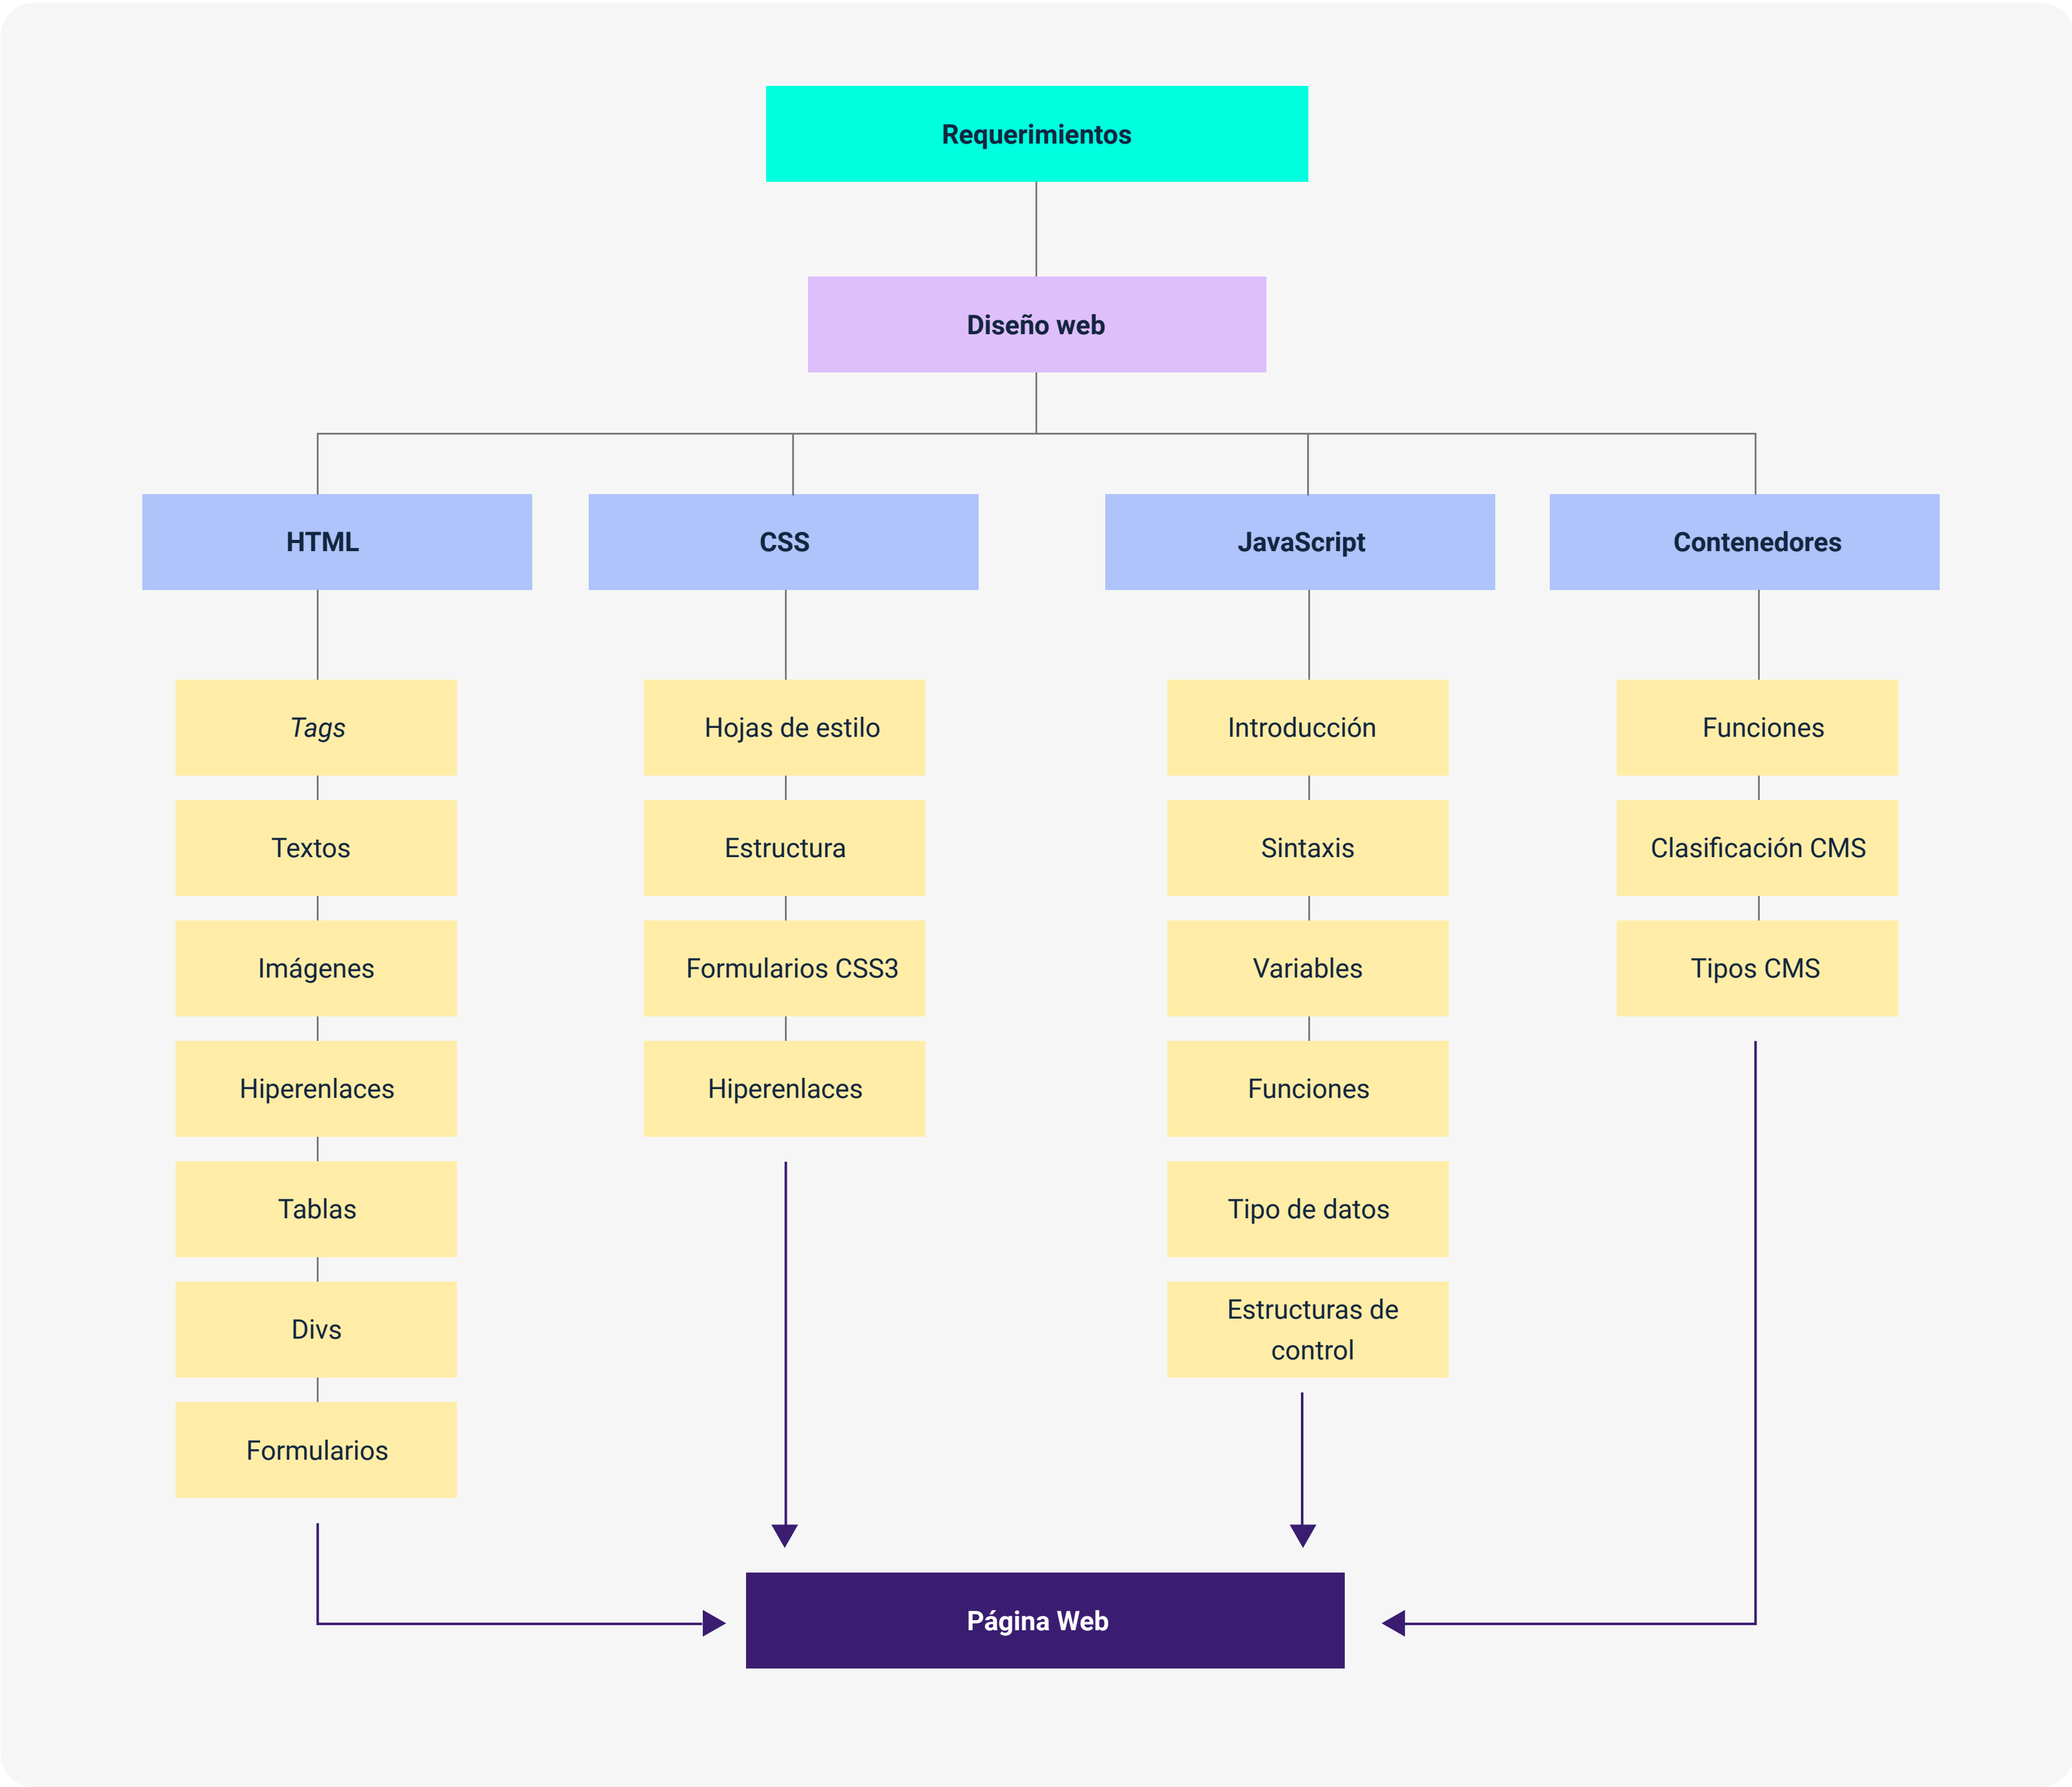 Requerimientos
Diseño web
HTML
CSS
JavaScript
Contenedores
Tags
Textos
Imágenes
Hiperenlaces
Tablas
Divs
Formularios
Hojas de estilo
Estructura
Formularios CSS3
Hiperenlaces
Introducción
Sintaxis
Variables
Funciones
Tipo de datos
Estructuras de
control
Funciones
Clasificación CMS
Tipos CMS
Página Web